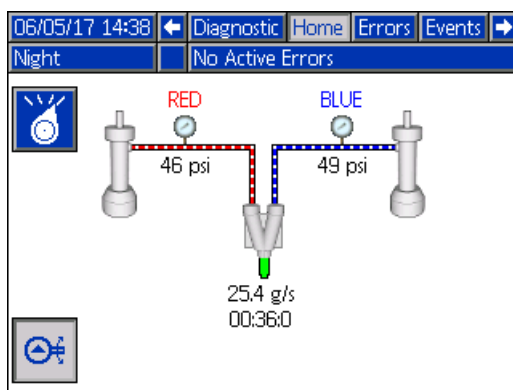 06/05/17 14:38 Diagnostic Home Errors Events
Night No Active Errors
RED BLUE
46 psi 49 psi
25.4 g/s
00:36:0